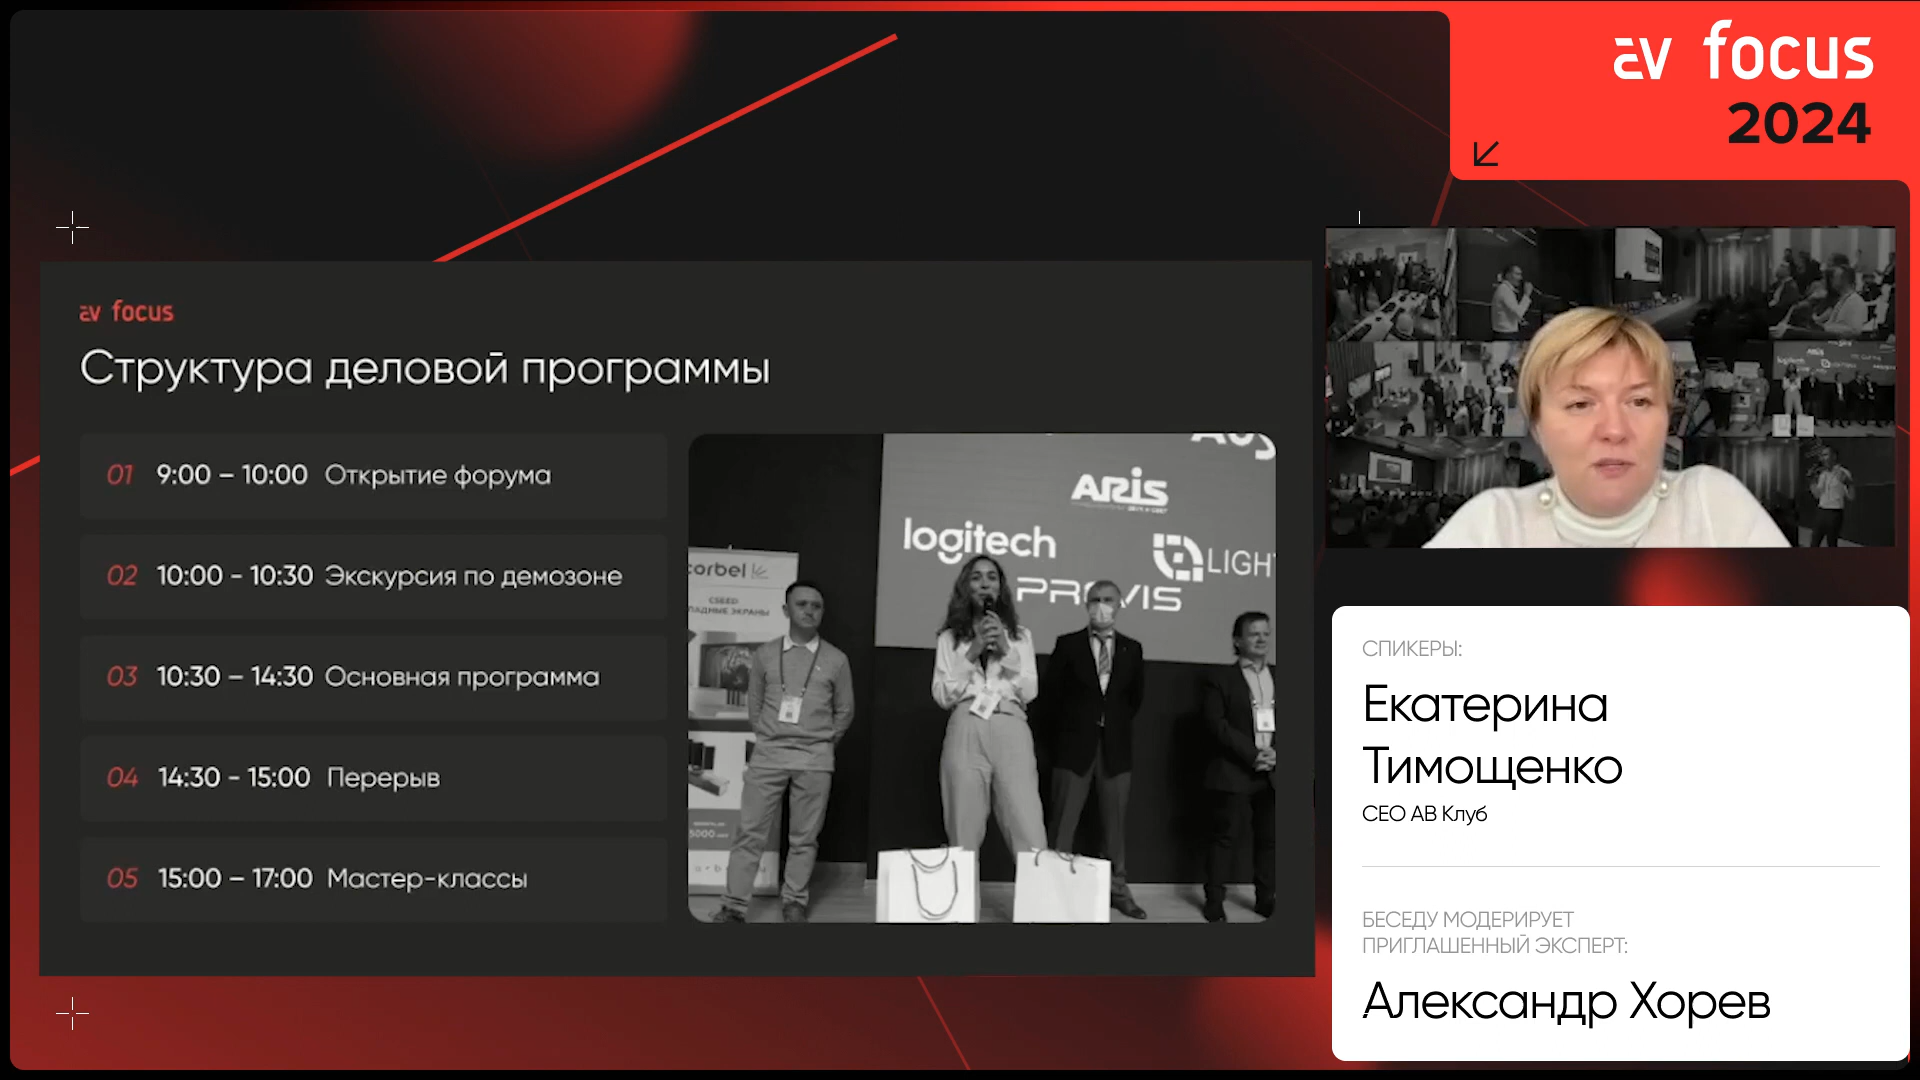 av focus
2024
av focus
Структура деловой программы
01 9:00 – 10:00 Открытие форума
02 10:00 - 10:30 Экскурсия по демозоне
03 10:30 – 14:30 Основная программа
04 14:30 - 15:00 Перерыв
05 15:00 – 17:00 Мастер-классы
ARIS
logitech
LIGHT
corbel
5000
logitech
СПИКЕРЫ:
Екатерина
Тимощенко
CEO АВ Клуб
БЕСЕДУ МОДЕРИРУЕТ
ПРИГЛАШЕННЫЙ ЭКСПЕРТ:
Александр Хорев